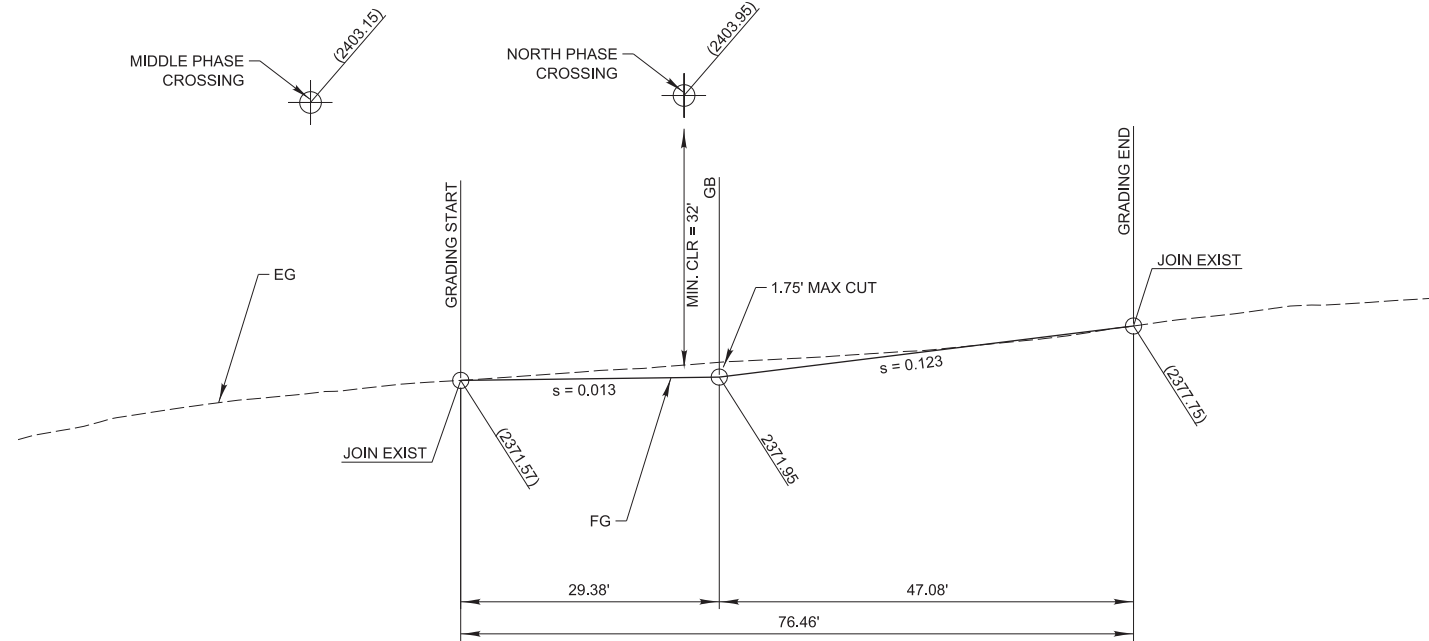 MIDDLE PHASE
CROSSING
(2403.15)
NORTH PHASE
CROSSING
(2403.95)
GRADING START
MIN. CLR = 32'
GB
GRADING END
EG
1.75' MAX CUT
JOIN EXIST
s = 0.013
s = 0.123
JOIN EXIST
(2371.57)
2371.95
(2377.75)
FG
29.38'
47.08'
76.46'